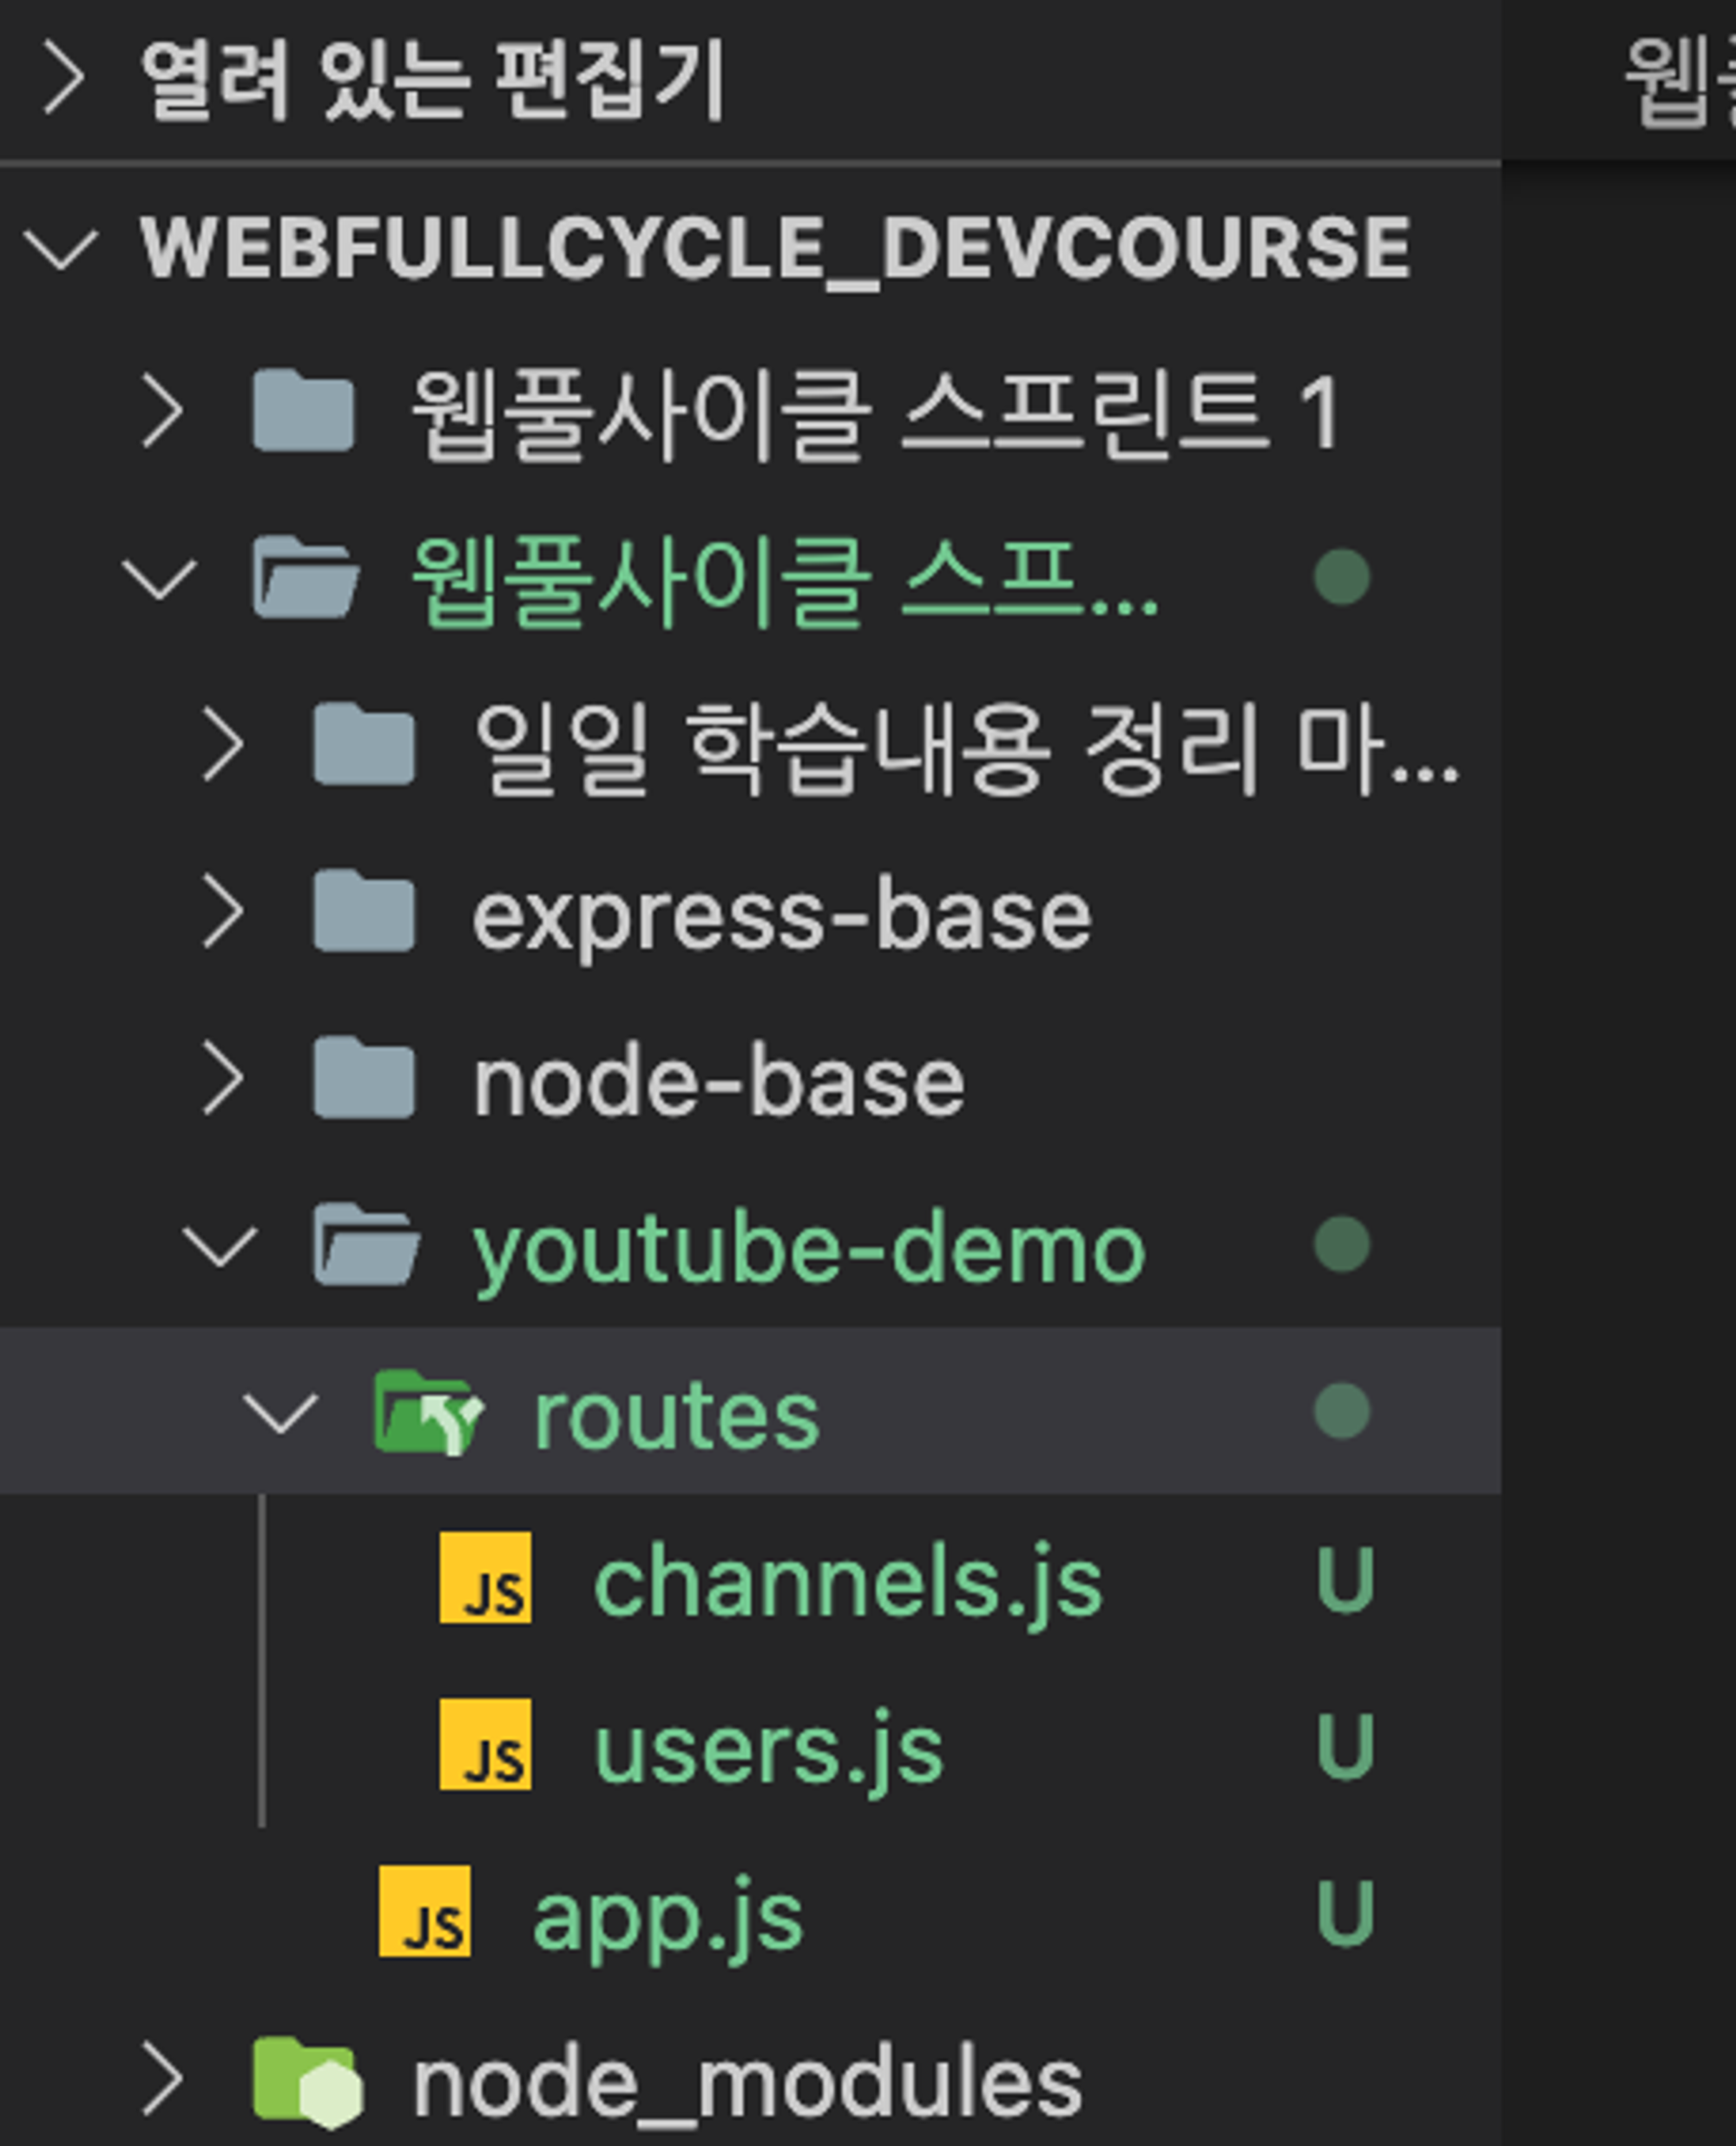 열려 있는 편집기
WEBFULLCYCLE_DEVCOURSE
웹풀사이클 스프린트 1
웹풀사이클 스프...
일일 학습내용 정리 마...
express-base
node-base
youtube-demo
routes
JS channels.js U
JS users.js U
JS app.js U
node_modules
웹